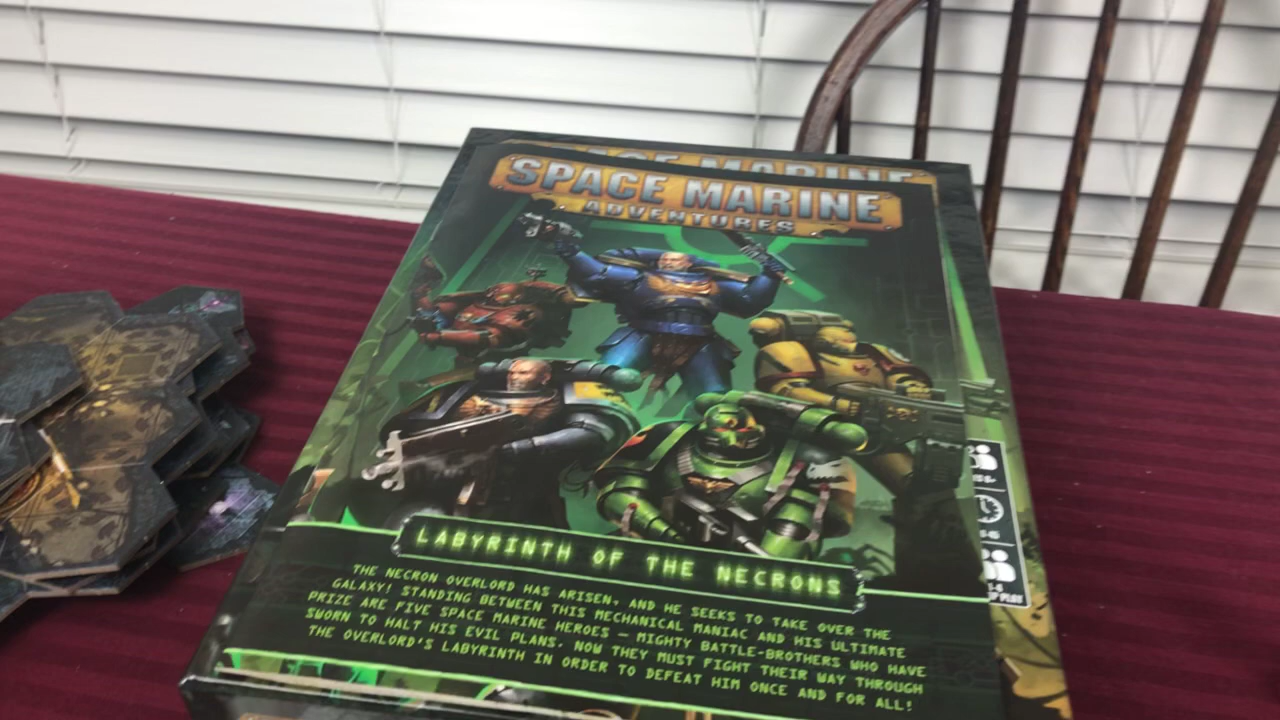 SPACE MARINE
SPACE MARINE
ADVENTURES
LABYRINTH OF THE NECRONS
THE NECRON OVERLORD HAS ARISEN, AND HE SEEKS TO TAKE OVER THE
GALAXY! STANDING BETWEEN THIS MECHANICAL MANIAC AND HIS ULTIMATE
PRIZE ARE FIVE SPACE MARINE HEROES – MIGHTY BATTLE-BROTHERS WHO HAVE
SWORN TO HALT HIS EVIL PLANS. NOW THEY MUST FIGHT THEIR WAY THROUGH
THE OVERLORD'S LABYRINTH IN ORDER TO DEFEAT HIM ONCE AND FOR ALL!
PLAY